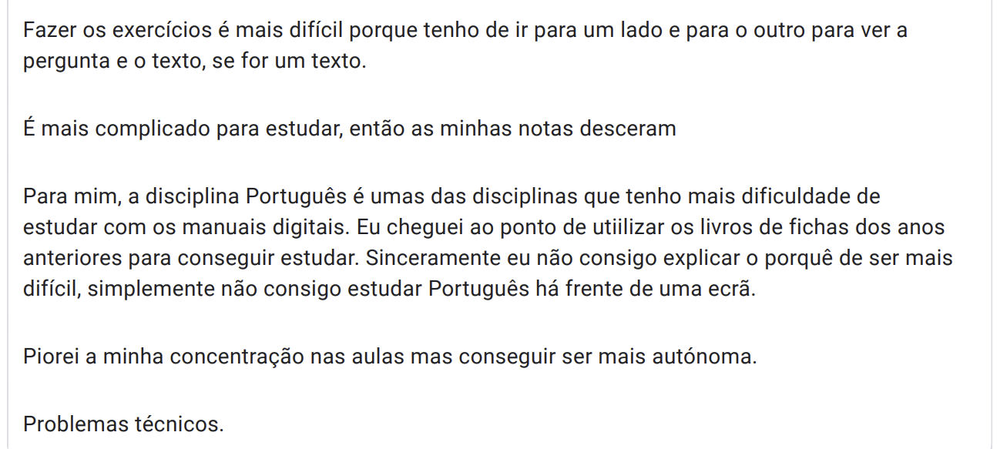 Fazer os exercícios é mais difícil porque tenho de ir para um lado e para o outro para ver a
pergunta e o texto, se for um texto.
É mais complicado para estudar, então as minhas notas desceram
Para mim, a disciplina Português é umas das disciplinas que tenho mais dificuldade de
estudar com os manuais digitais. Eu cheguei ao ponto de utiilizar os livros de fichas dos anos
anteriores para conseguir estudar. Sinceramente eu não consigo explicar o porquê de ser mais
difícil, simplemente não consigo estudar Português há frente de uma ecrã.
Piorei a minha concentração nas aulas mas conseguir ser mais autónoma.
Problemas técnicos.